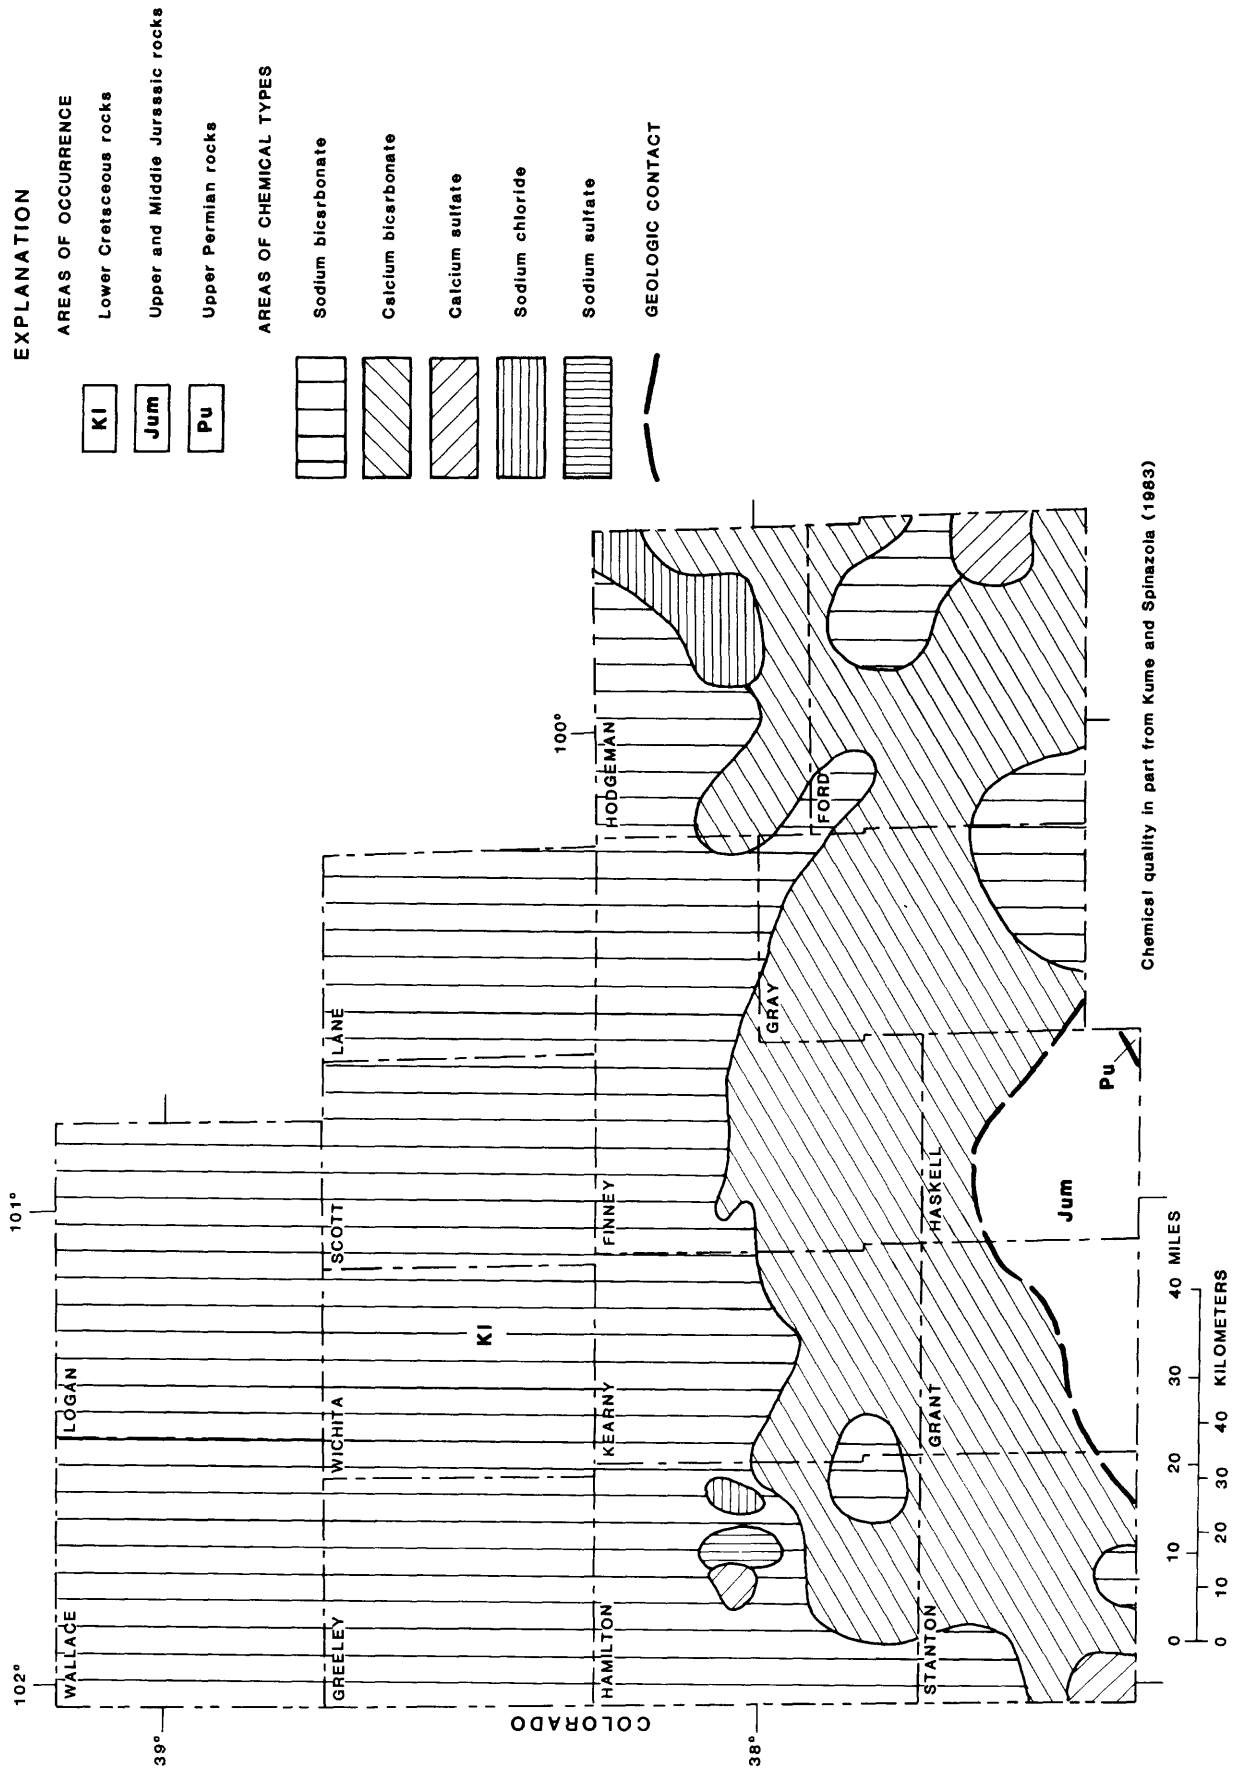 EXPLANATION
AREAS OF OCCURRENCE
Kl Lower Cretaceous rocks
Jum Upper and Middle Jurassic rocks
Pu Upper Permian rocks
AREAS OF CHEMICAL TYPES
Sodium bicarbonate
Calcium bicarbonate
Calcium sulfate
Sodium chloride
Sodium sulfate
GEOLOGIC CONTACT
102°
101°
100°
39°
38°
COLORADO
WALLACE
LOGAN
GREELEY
WICHITA
SCOTT
LANE
Kl
HAMILTON
KEARNY
FINNEY
HODGEMAN
GRAY
FORD
STANTON
GRANT
HASKELL
Jum
Pu
0 10 20 30 40 MILES
0 10 20 30 40 KILOMETERS
Chemical quality in part from Kume and Spinazola (1983)